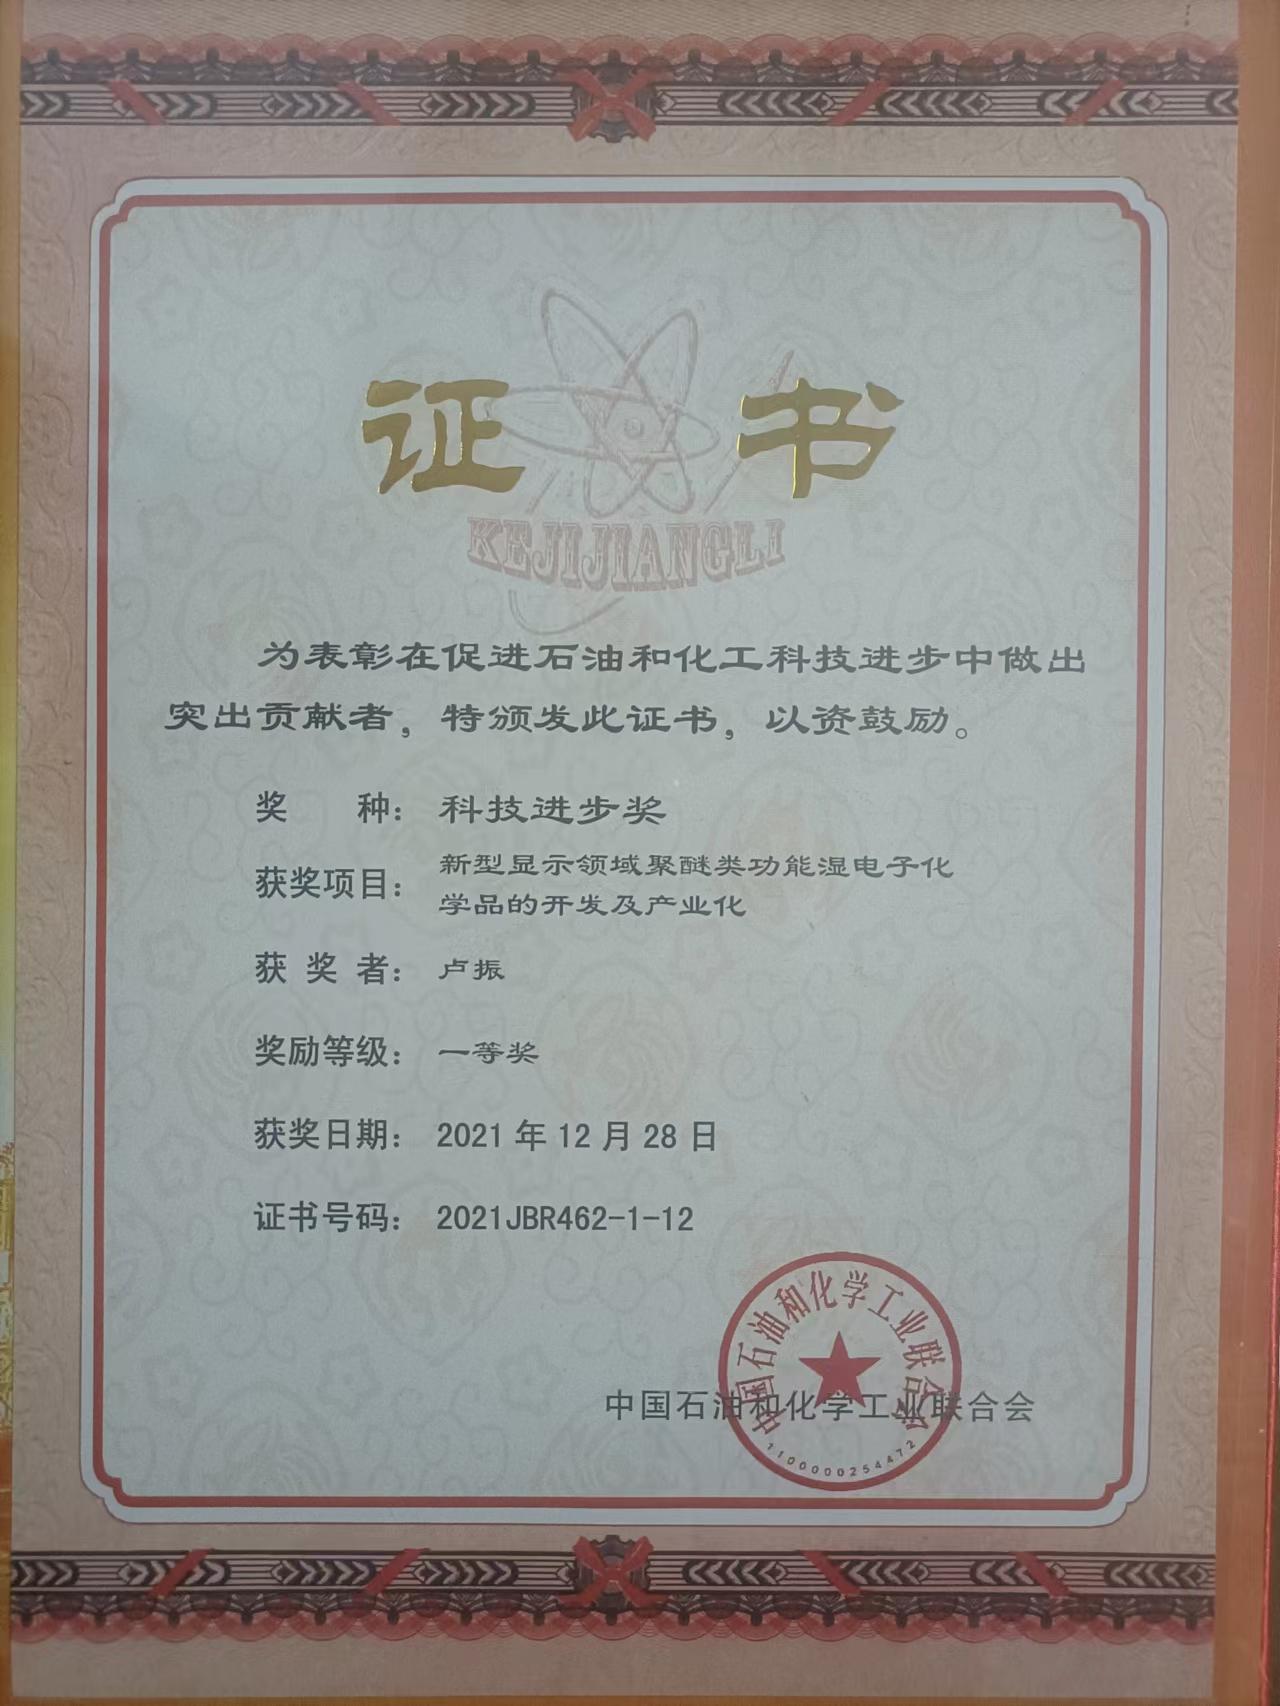 证书
KEJIJIANGLI
为表彰在促进石油和化工科技进步中做出
突出贡献者，特颁发此证书，以资鼓励。
奖 种：科技进步奖
获奖项目：新型显示领域聚醚类功能湿电子化
学品的开发及产业化
获奖者：卢振
奖励等级：一等奖
获奖日期：2021年12月28日
证书号码：2021JBR462-1-12
中国石油和化学工业联合会
中国石油和化学工业联合会
1100000254472